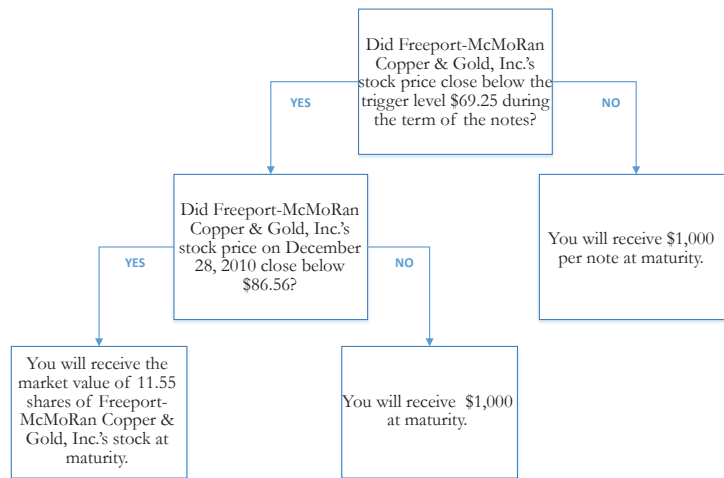 Did Freeport-McMoRan
Copper & Gold, Inc.'s
stock price close below the
trigger level $69.25 during
the term of the notes?
YES
NO
Did Freeport-McMoRan
Copper & Gold, Inc.'s
stock price on December
28, 2010 close below
$86.56?
You will receive $1,000
per note at maturity.
YES
NO
You will receive the
market value of 11.55
shares of Freeport-
McMoRan Copper &
Gold, Inc.'s stock at
maturity.
You will receive $1,000
at maturity.